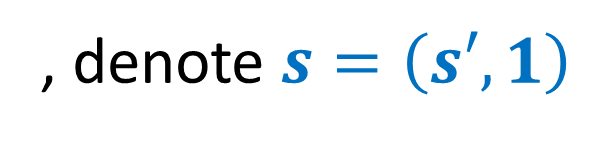 , denote s = (s′, 1)